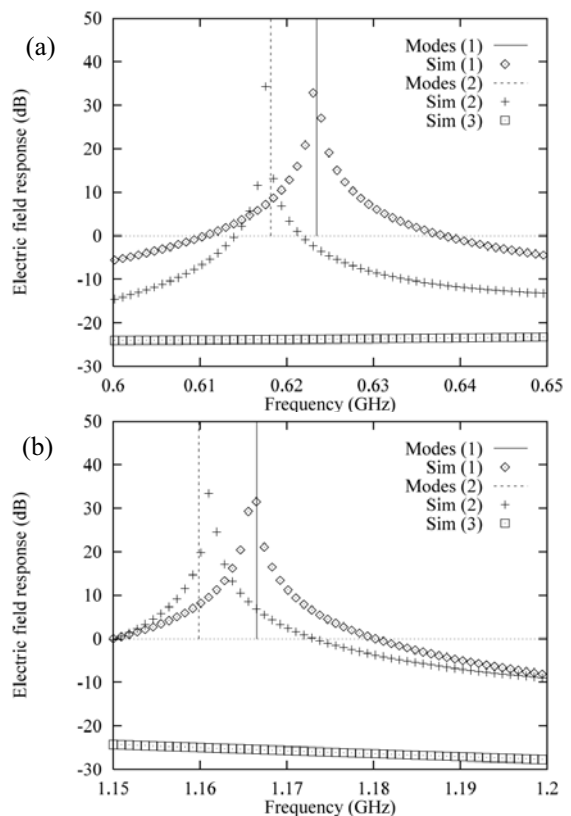 (a)
50
40
30
20
10
0
-10
-20
-30
Electric field response (dB)
Modes (1)
Sim (1)
Modes (2)
Sim (2)
Sim (3)
0.6 0.61 0.62 0.63 0.64 0.65
Frequency (GHz)
(b)
50
40
30
20
10
0
-10
-20
-30
Electric field response (dB)
Modes (1)
Sim (1)
Modes (2)
Sim (2)
Sim (3)
1.15 1.16 1.17 1.18 1.19 1.2
Frequency (GHz)